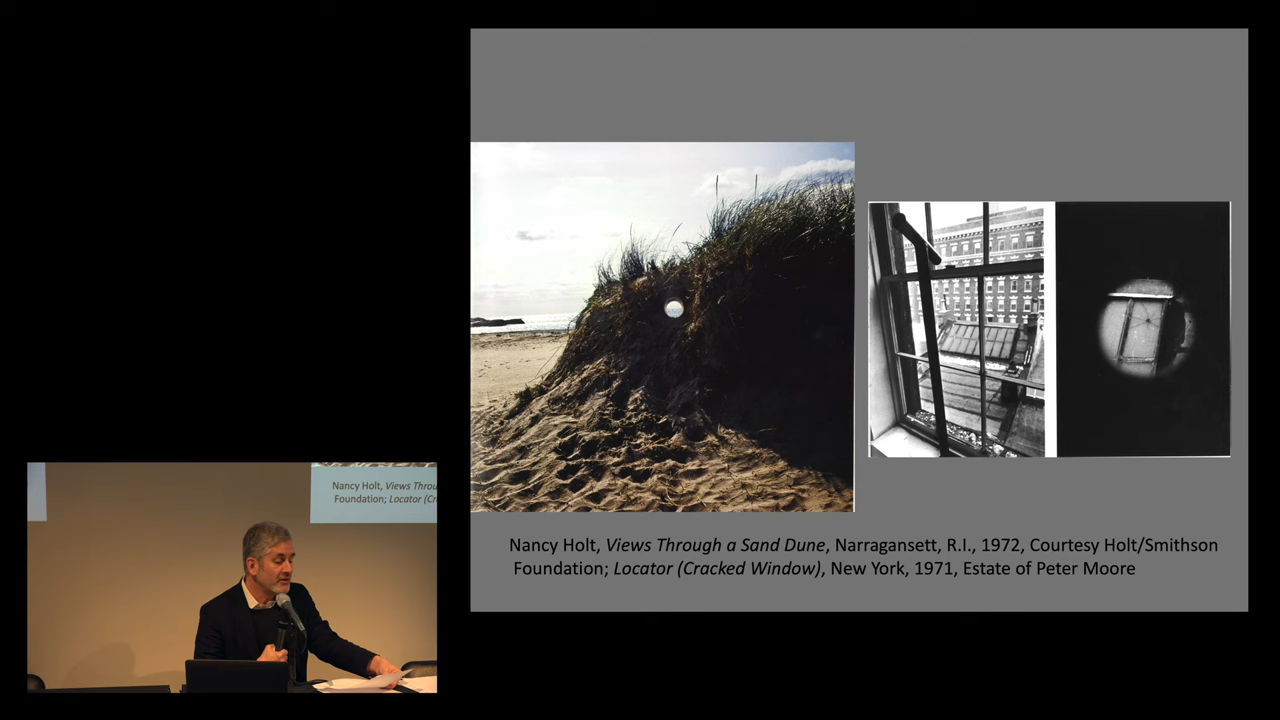 Nancy Holt, Views Through a Sand Dune, Narragansett, R.I., 1972, Courtesy Holt/Smithson
Foundation; Locator (Cracked Window), New York, 1971, Estate of Peter Moore
Nancy Holt, Views Throu
Foundation; Locator (Cr